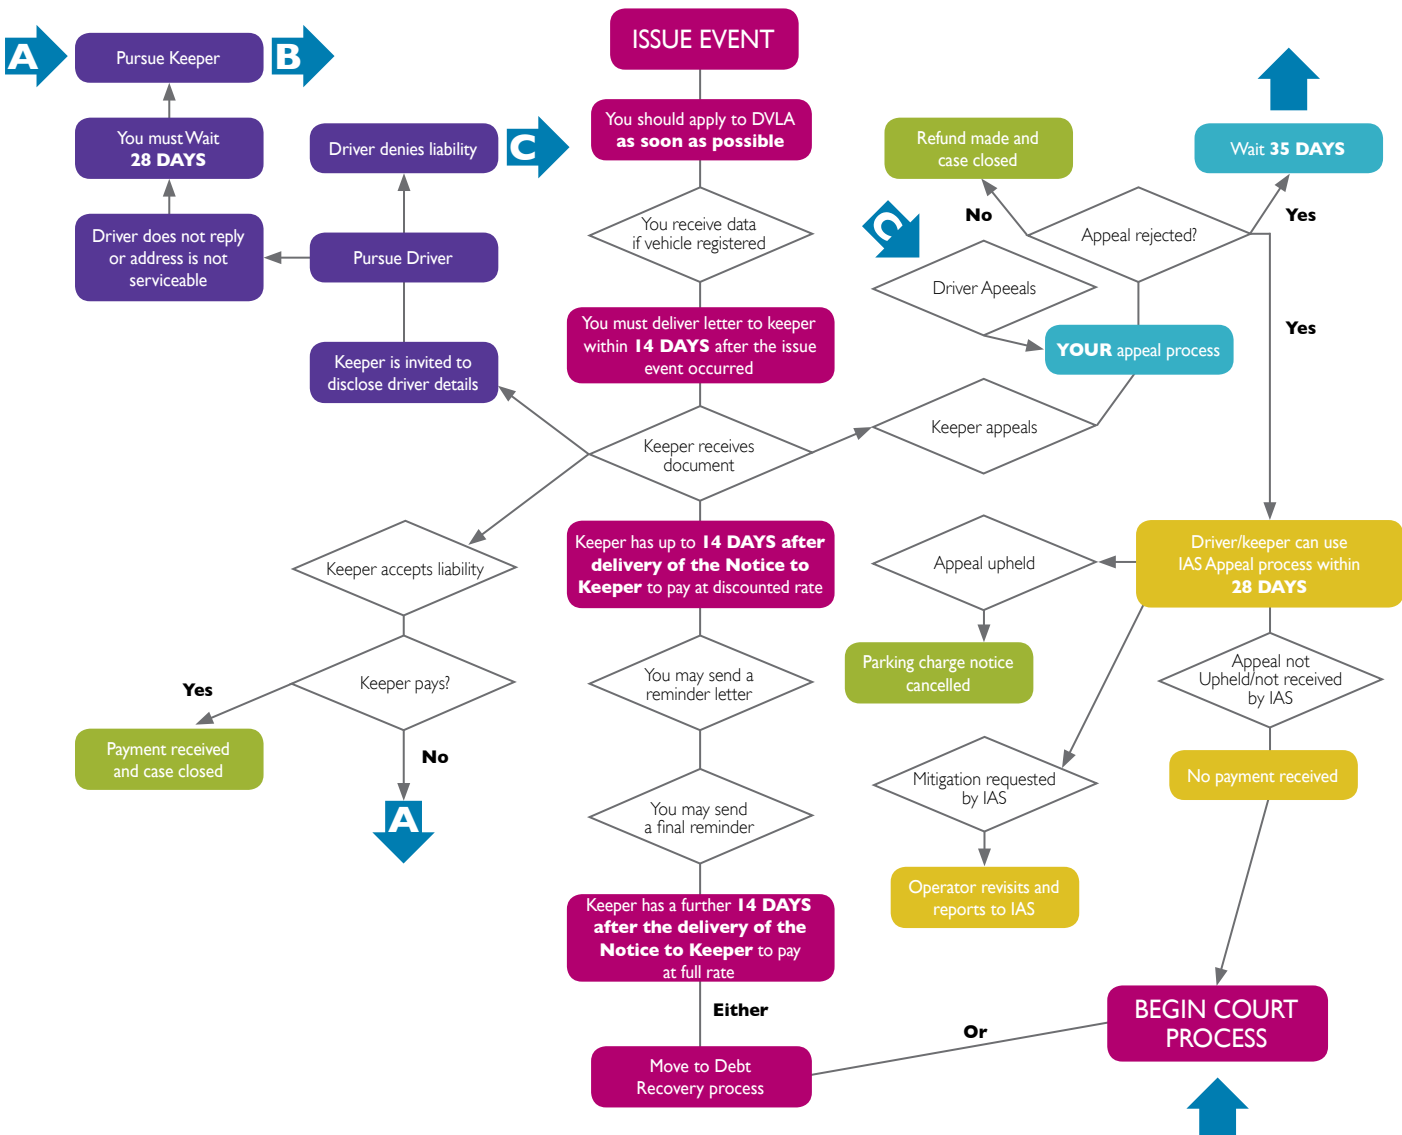 ISSUE EVENT
A
Pursue Keeper
B
You must Wait
28 DAYS
Driver denies liability
C
You should apply to DVLA
as soon as possible
Refund made and
case closed
Wait 35 DAYS
No
Yes
C
Appeal rejected?
You receive data
if vehicle registered
Driver does not reply
or address is not
serviceable
Pursue Driver
Driver Apeeals
Yes
You must deliver letter to keeper
within 14 DAYS after the issue
event occurred
YOUR appeal process
Keeper is invited to
disclose driver details
Keeper receives
document
Keeper appeals
Keeper accepts liability
Keeper has up to 14 DAYS after
delivery of the Notice to
Keeper to pay at discounted rate
Appeal upheld
Driver/keeper can use
IAS Appeal process within
28 DAYS
Yes
Keeper pays?
You may send a
reminder letter
Parking charge notice
cancelled
Appeal not
Upheld/not received
by IAS
Payment received
and case closed
No
A
You may send
a final reminder
Mitigation requested
by IAS
No payment received
Operator revisits and
reports to IAS
Keeper has a further 14 DAYS
after the delivery of the
Notice to Keeper to pay
at full rate
Either
Or
BEGIN COURT
PROCESS
Move to Debt
Recovery process